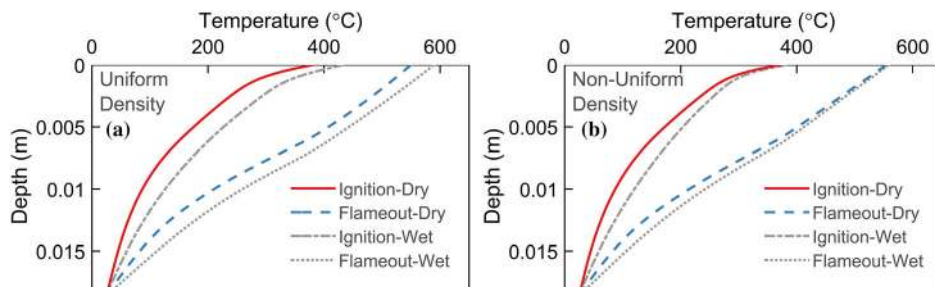 Temperature (°C)
0 200 400 600
0
0.005
0.01
0.015
Depth (m)
Uniform
Density
(a)
Ignition-Dry
Flameout-Dry
Ignition-Wet
Flameout-Wet
Temperature (°C)
0 200 400 600
0
0.005
0.01
0.015
Depth (m)
Non-Uniform
Density
(b)
Ignition-Dry
Flameout-Dry
Ignition-Wet
Flameout-Wet